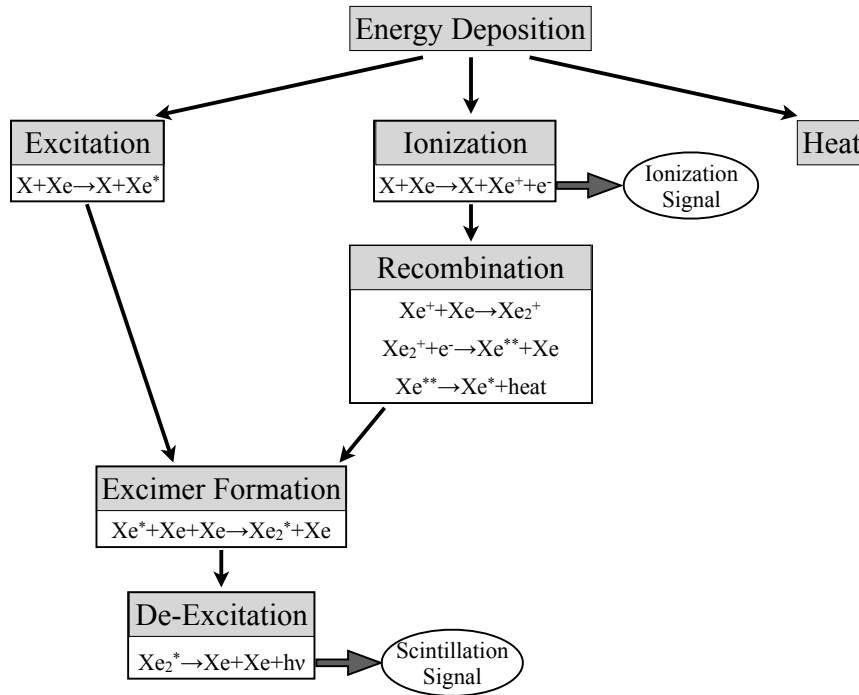 Energy Deposition
Excitation
X+Xe→X+Xe*
Ionization
X+Xe→X+Xe⁺+e⁻
Heat
Ionization
Signal
Recombination
Xe⁺+Xe→Xe₂⁺
Xe₂⁺+e⁻→Xe**+Xe
Xe**→Xe*+heat
Excimer Formation
Xe*+Xe+Xe→Xe₂*+Xe
De-Excitation
Xe₂*→Xe+Xe+hν
Scintillation
Signal